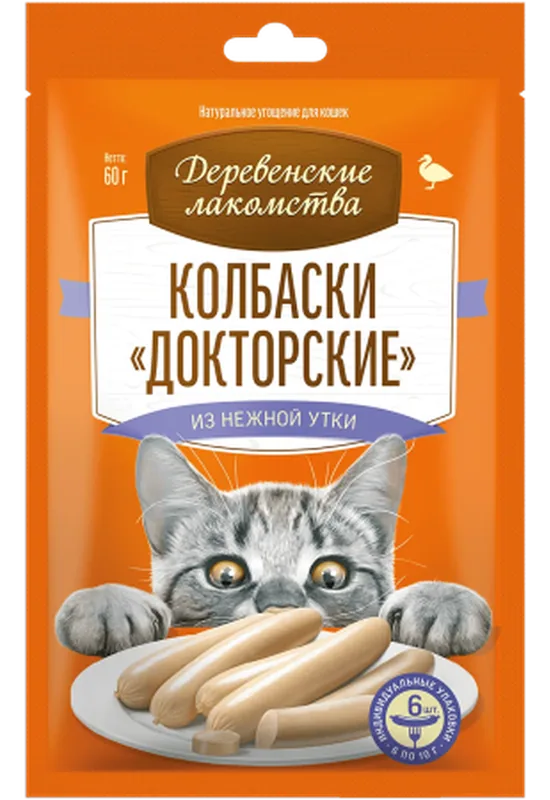 Натуральное угощение для кошек
Нетто:
60 г
Деревенские
лакомства
КОЛБАСКИ
«ДОКТОРСКИЕ»
ИЗ НЕЖНОЙ УТКИ
ИНДИВИДУАЛЬНЫЕ УПАКОВКИ
6 шт.
6 ПО 10 Г